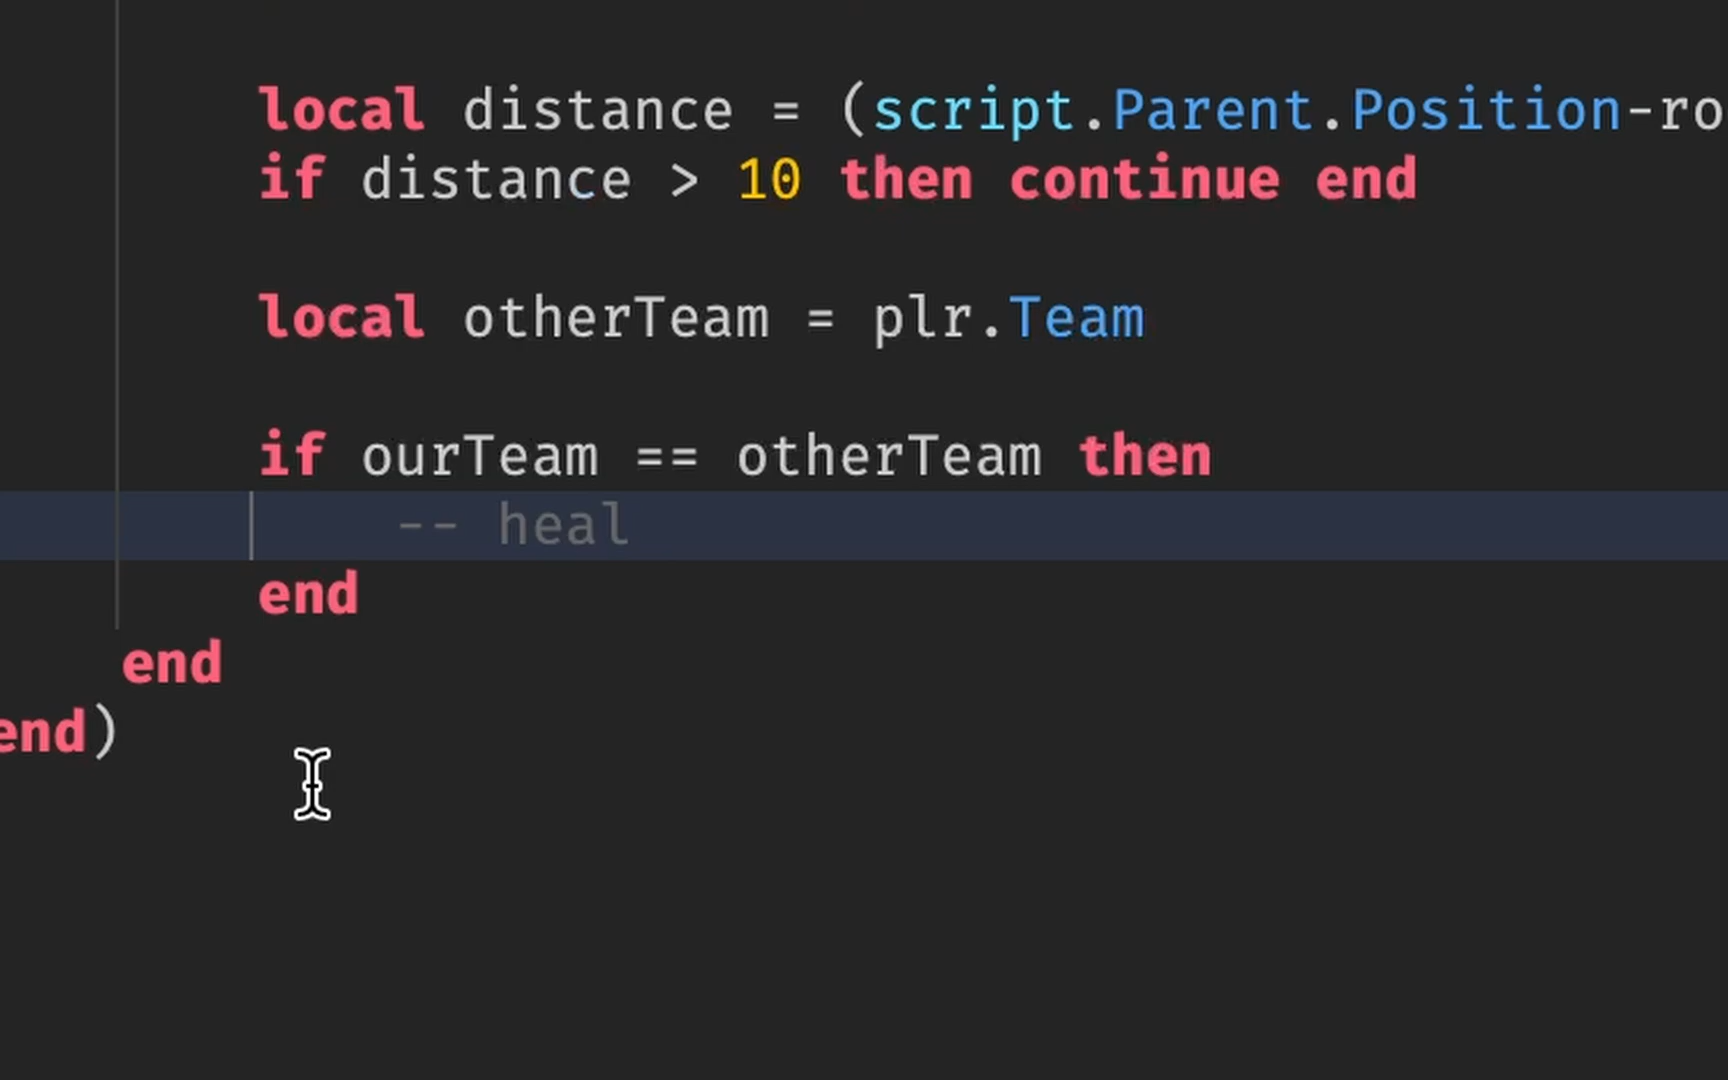 local distance = (script.Parent.Position-ro
if distance > 10 then continue end
local otherTeam = plr.Team
if ourTeam == otherTeam then
-- heal
end
end
end)